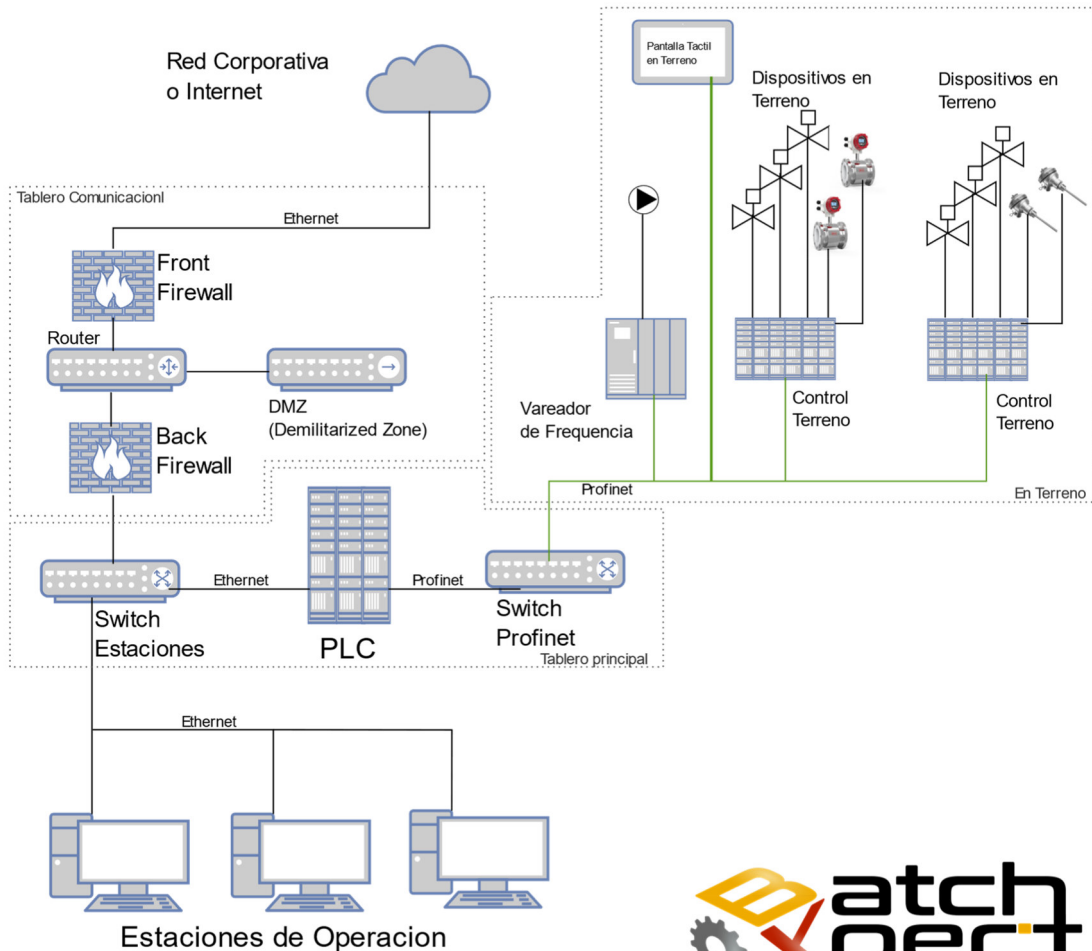 Red Corporativa
o Internet
Pantalla Tactil
en Terreno
Dispositivos en
Terreno
Dispositivos en
Terreno
Tablero Comunicacionl
Ethernet
Front
Firewall
Router
DMZ
(Demilitarized Zone)
Back
Firewall
Vareador
de Frequencia
Control
Terreno
Control
Terreno
Profinet
En Terreno
Ethernet
Profinet
Switch
Estaciones
PLC
Switch
Profinet
Tablero principal
Ethernet
Estaciones de Operacion
Batch